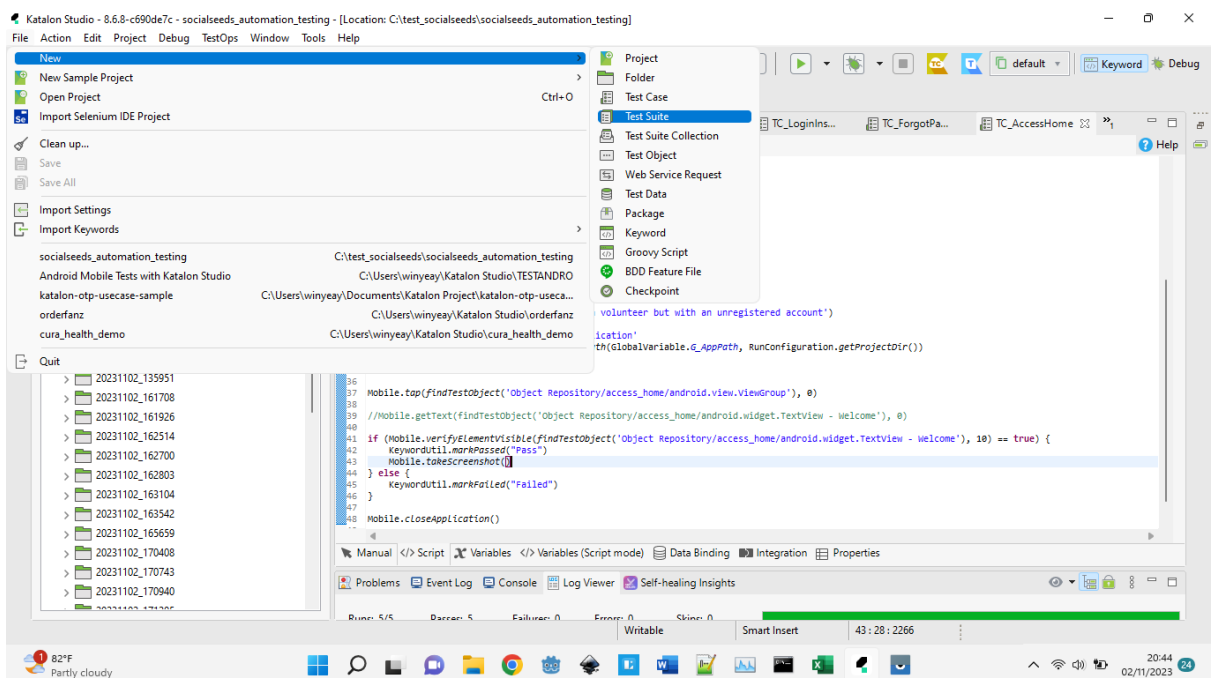 Katalon Studio - 8.6.8-c690de7c - socialseeds_automation_testing - [Location: C:\test_socialseeds\socialseeds_automation_testing]
File Action Edit Project Debug TestOps Window Tools Help
New
New Sample Project
Open Project Ctrl+O
Import Selenium IDE Project
Clean up...
Save
Save All
Import Settings
Import Keywords
socialseeds_automation_testing C:\test_socialseeds\socialseeds_automation_testing
Android Mobile Tests with Katalon Studio C:\Users\winyeay\Katalon Studio\TESTANDRO
katalon-otp-usecase-sample C:\Users\winyeay\Documents\Katalon Project\katalon-otp-useca...
orderfanz C:\Users\winyeay\Katalon Studio\orderfanz
cura_health_demo C:\Users\winyeay\Katalon Studio\cura_health_demo
Quit
Project
Folder
Test Case
Test Suite
Test Suite Collection
Test Object
Web Service Request
Test Data
Package
Keyword
Groovy Script
BDD Feature File
Checkpoint
default Keyword Debug
TC_LoginIns... TC_ForgotPa... TC_AccessHome 1
Help
volunteer but with an unregistered account')
ication'
th(GlobalVariable.G_AppPath, RunConfiguration.getProjectDir())
36
37 Mobile.tap(findTestObject('Object Repository/access_home/android.view.ViewGroup'), 0)
38
39 //Mobile.getText(findTestObject('Object Repository/access_home/android.widget.TextView - Welcome'), 0)
40
41 if (Mobile.verifyElementVisible(findTestObject('Object Repository/access_home/android.widget.TextView - Welcome'), 10) == true) {
42 KeywordUtil.markPassed("Pass")
43 Mobile.takeScreenshot()
44 } else {
45 KeywordUtil.markFailed("Failed")
46 }
47
48 Mobile.closeApplication()
20231102_135951
20231102_161708
20231102_161926
20231102_162514
20231102_162700
20231102_162803
20231102_163104
20231102_163542
20231102_165659
20231102_170408
20231102_170743
20231102_170940
Manual </> Script Variables </> Variables (Script mode) Data Binding Integration Properties
Problems Event Log Console Log Viewer Self-healing Insights
Runs: 5/5 Passes: 5 Failures: 0 Errors: 0 Skips: 0
Writable Smart Insert 43 : 28 : 2266
1 82°F
Partly cloudy
20:44
02/11/2023 24